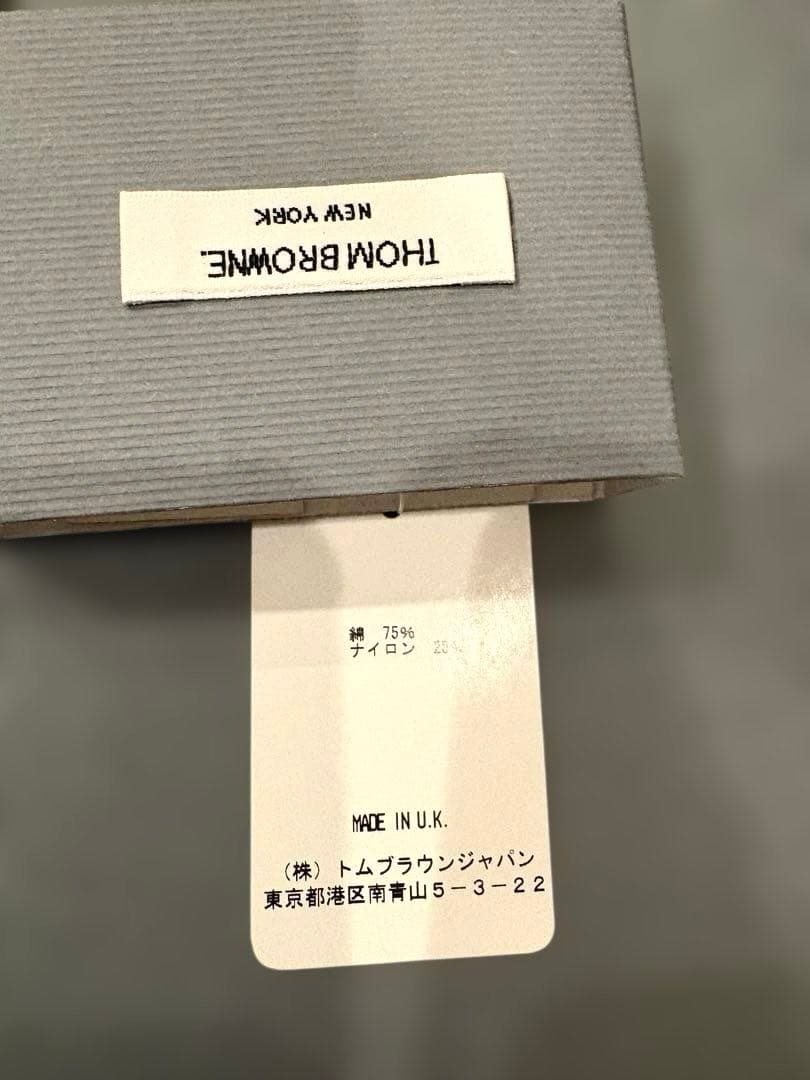 THOM BROWNE.
NEW YORK
綿 75%
ナイロン 25%
MADE IN U.K.
(株)トムブラウンジャパン
東京都港区南青山5-3-22